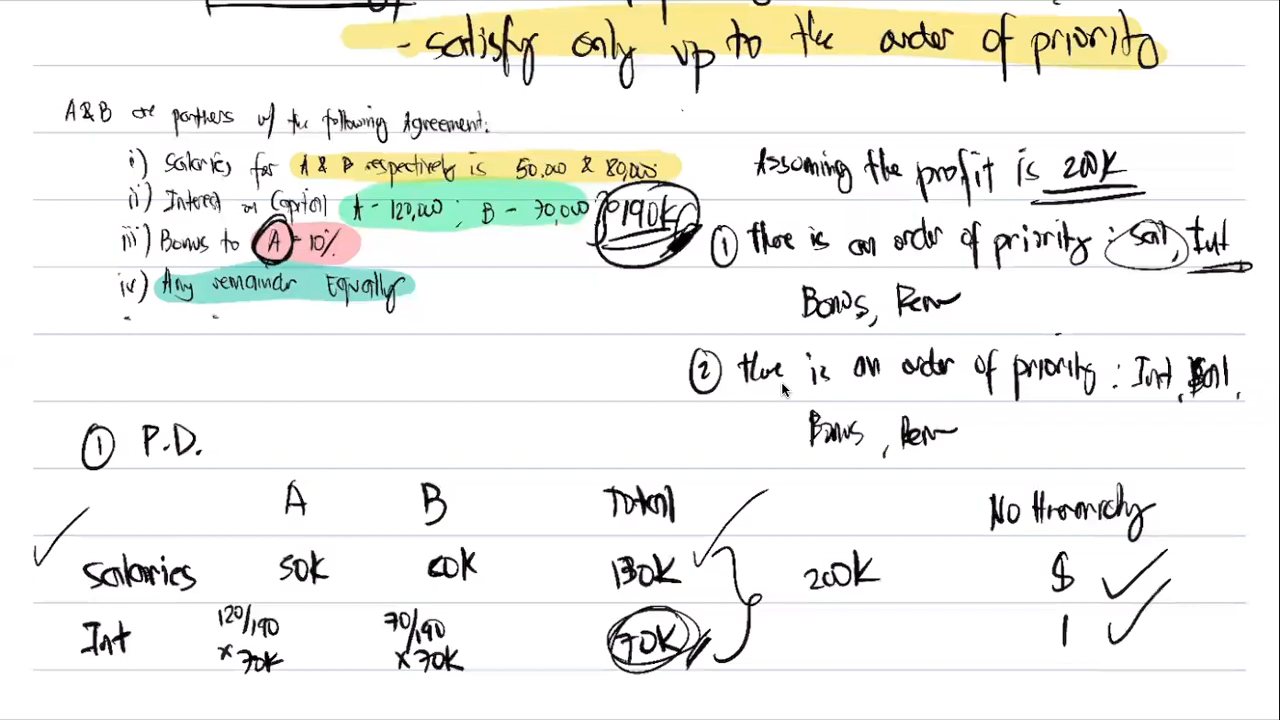 - satisfy only up to the order of priority
A & B are partners w/ the following Agreement:
i) Salaries for A & B respectively is 50,000 & 80,000
ii) Interest on Capital A - 120,000 ; B - 70,000 190K
iii) Bonus to A - 10%
iv) Any remainder Equally
Assuming the profit is 200K
① there is an order of priority : Sal, Int
Bonus, Rem
② there is an order of priority : Int, Sal,
Bonus, Rem
① P.D.
A B Total No Hierarchy
Salaries 50K 80K 130K 200K S
Int 120/190 x 70K 70/190 x 70K 70K I